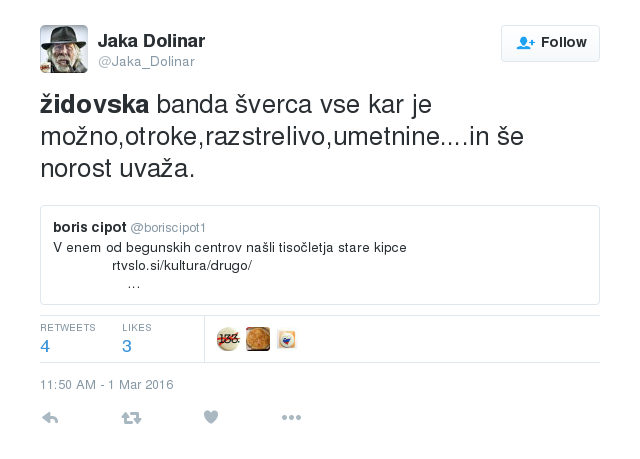 Jaka Dolinar
@Jaka_Dolinar
Follow
židovska banda šverca vse kar je
možno,otroke,razstrelivo,umetnine....in še
norost uvaža.
boris cipot @boriscipot1
V enem od begunskih centrov našli tisočletja stare kipce
rtvslo.si/kultura/drugo/
...
RETWEETS LIKES
4 3
11:50 AM - 1 Mar 2016